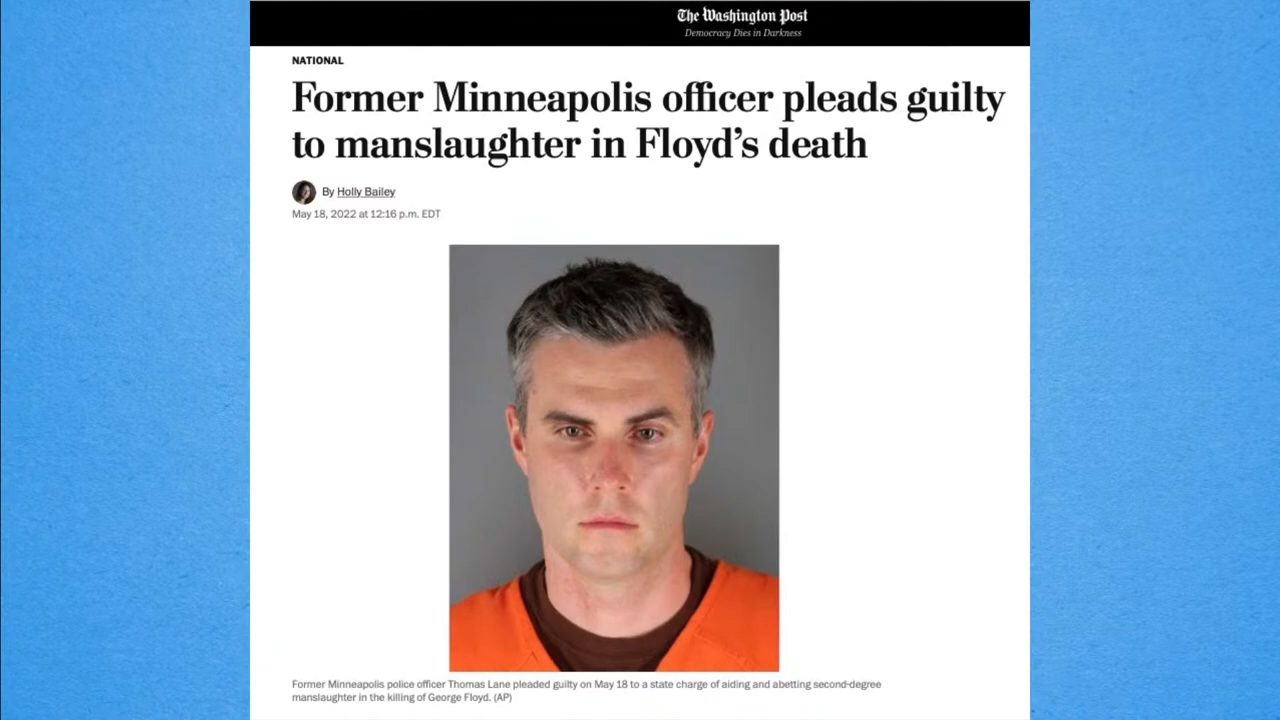 The Washington Post
Democracy Dies in Darkness
NATIONAL
Former Minneapolis officer pleads guilty
to manslaughter in Floyd's death
By Holly Bailey
May 18, 2022 at 12:16 p.m. EDT
Former Minneapolis police officer Thomas Lane pleaded guilty on May 18 to a state charge of aiding and abetting second-degree
manslaughter in the killing of George Floyd. (AP)